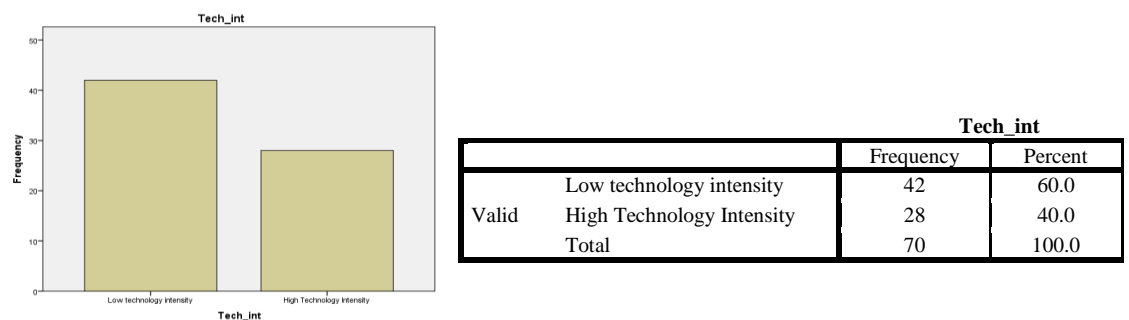 Tech_int
50
40
30
20
10
0
Frequency
Low technology intensity High Technology Intensity
Tech_int
Tech_int
Frequency Percent
Valid Low technology intensity 42 60.0
High Technology Intensity 28 40.0
Total 70 100.0